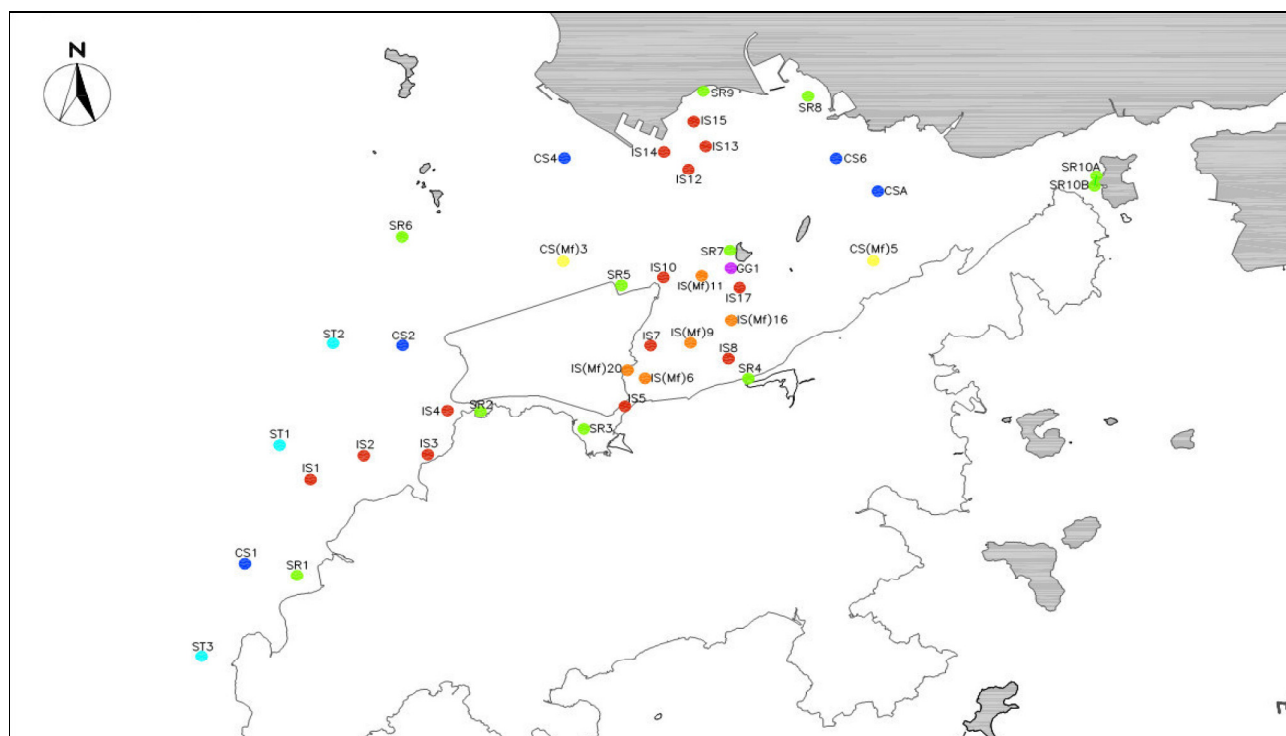 N
SR9
SR8
IS15
IS13
IS14
CS4
CS6
IS12
SR10A
SR10B
CSA
SR6
CS(Mf)3
SR7
CS(Mf)5
GG1
IS10
SR5
IS(Mf)11
IS17
IS(Mf)16
ST2
CS2
IS(Mf)9
IS7
IS8
IS(Mf)20
IS(Mf)6
SR4
IS4
SR2
IS5
SR3
ST1
IS2
IS3
IS1
CS1
SR1
ST3